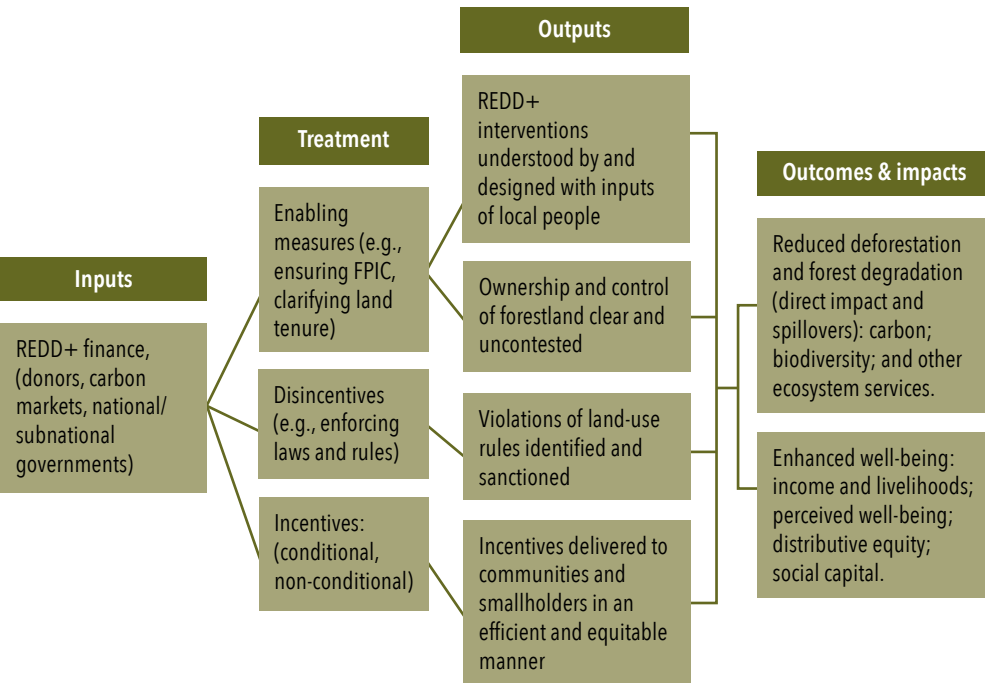 Inputs
REDD+ finance,
(donors, carbon
markets, national/
subnational
governments)
Treatment
Enabling
measures (e.g.,
ensuring FPIC,
clarifying land
tenure)
Disincentives
(e.g., enforcing
laws and rules)
Incentives:
(conditional,
non-conditional)
Outputs
REDD+
interventions
understood by and
designed with inputs
of local people
Ownership and control
of forestland clear and
uncontested
Violations of land-use
rules identified and
sanctioned
Incentives delivered to
communities and
smallholders in an
efficient and equitable
manner
Outcomes & impacts
Reduced deforestation
and forest degradation
(direct impact and
spillovers): carbon;
biodiversity; and other
ecosystem services.
Enhanced well-being:
income and livelihoods;
perceived well-being;
distributive equity;
social capital.